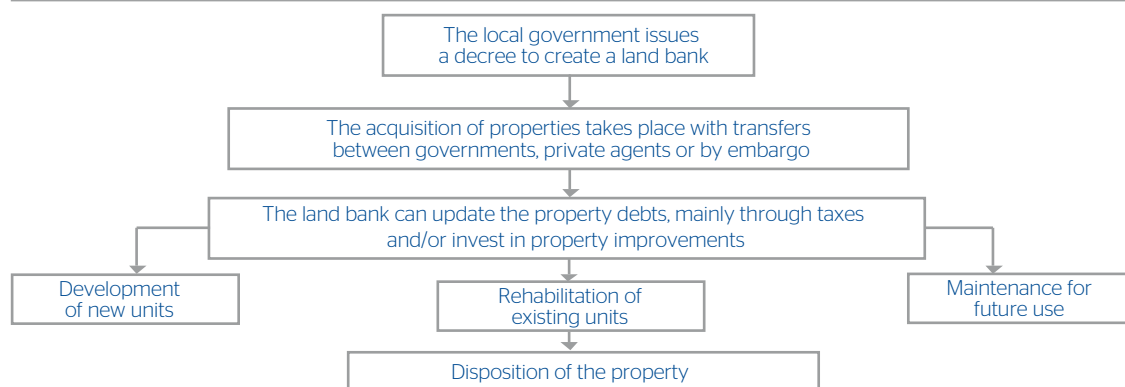 The local government issues
a decree to create a land bank
The acquisition of properties takes place with transfers
between governments, private agents or by embargo
The land bank can update the property debts, mainly through taxes
and/or invest in property improvements
Development
of new units
Rehabilitation of
existing units
Maintenance for
future use
Disposition of the property